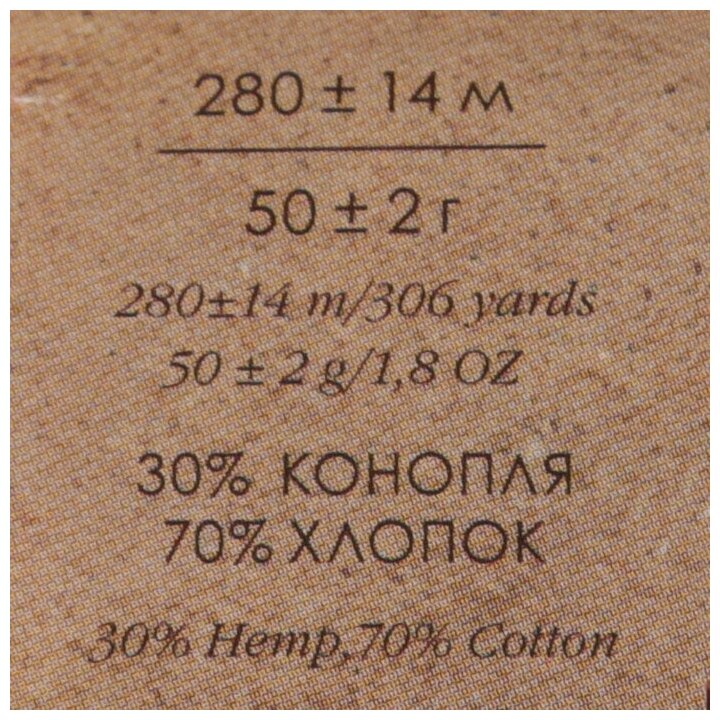 280 ± 14 м
50 ± 2 г
280±14 m/306 yards
50 ± 2 g/1,8 OZ
30% КОНОПЛЯ
70% ХЛОПОК
30% Hemp,70% Cotton